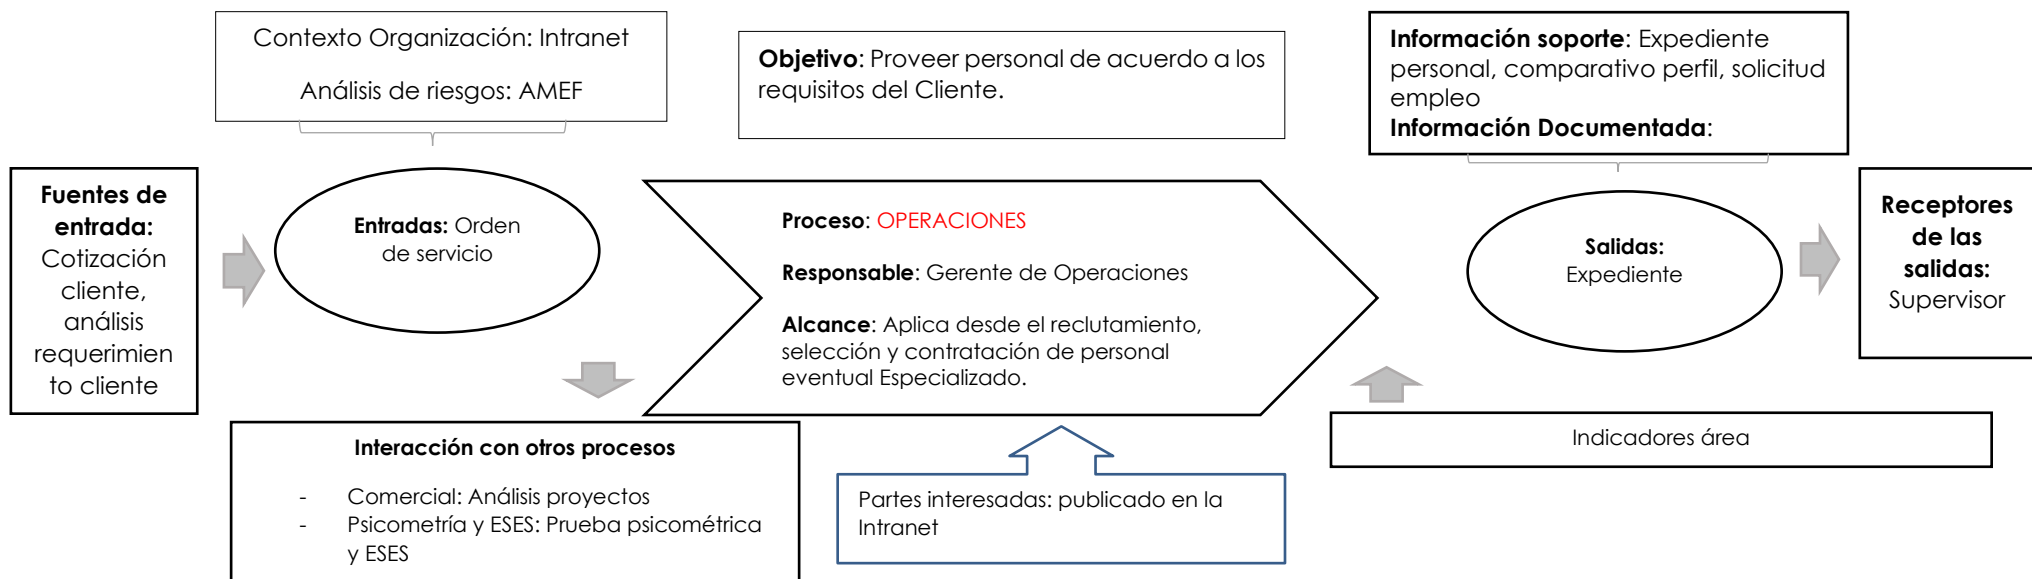 Contexto Organización: Intranet
Análisis de riesgos: AMEF
Objetivo: Proveer personal de acuerdo a los
requisitos del Cliente.
Información soporte: Expediente
personal, comparativo perfil, solicitud
empleo
Información Documentada:
Fuentes de
entrada:
Cotización
cliente,
análisis
requerimien
to cliente
Entradas: Orden
de servicio
Proceso: OPERACIONES
Responsable: Gerente de Operaciones
Alcance: Aplica desde el reclutamiento,
selección y contratación de personal
eventual Especializado.
Salidas:
Expediente
Receptores
de las
salidas:
Supervisor
Interacción con otros procesos
- Comercial: Análisis proyectos
- Psicometría y ESES: Prueba psicométrica
y ESES
Partes interesadas: publicado en la
Intranet
Indicadores área